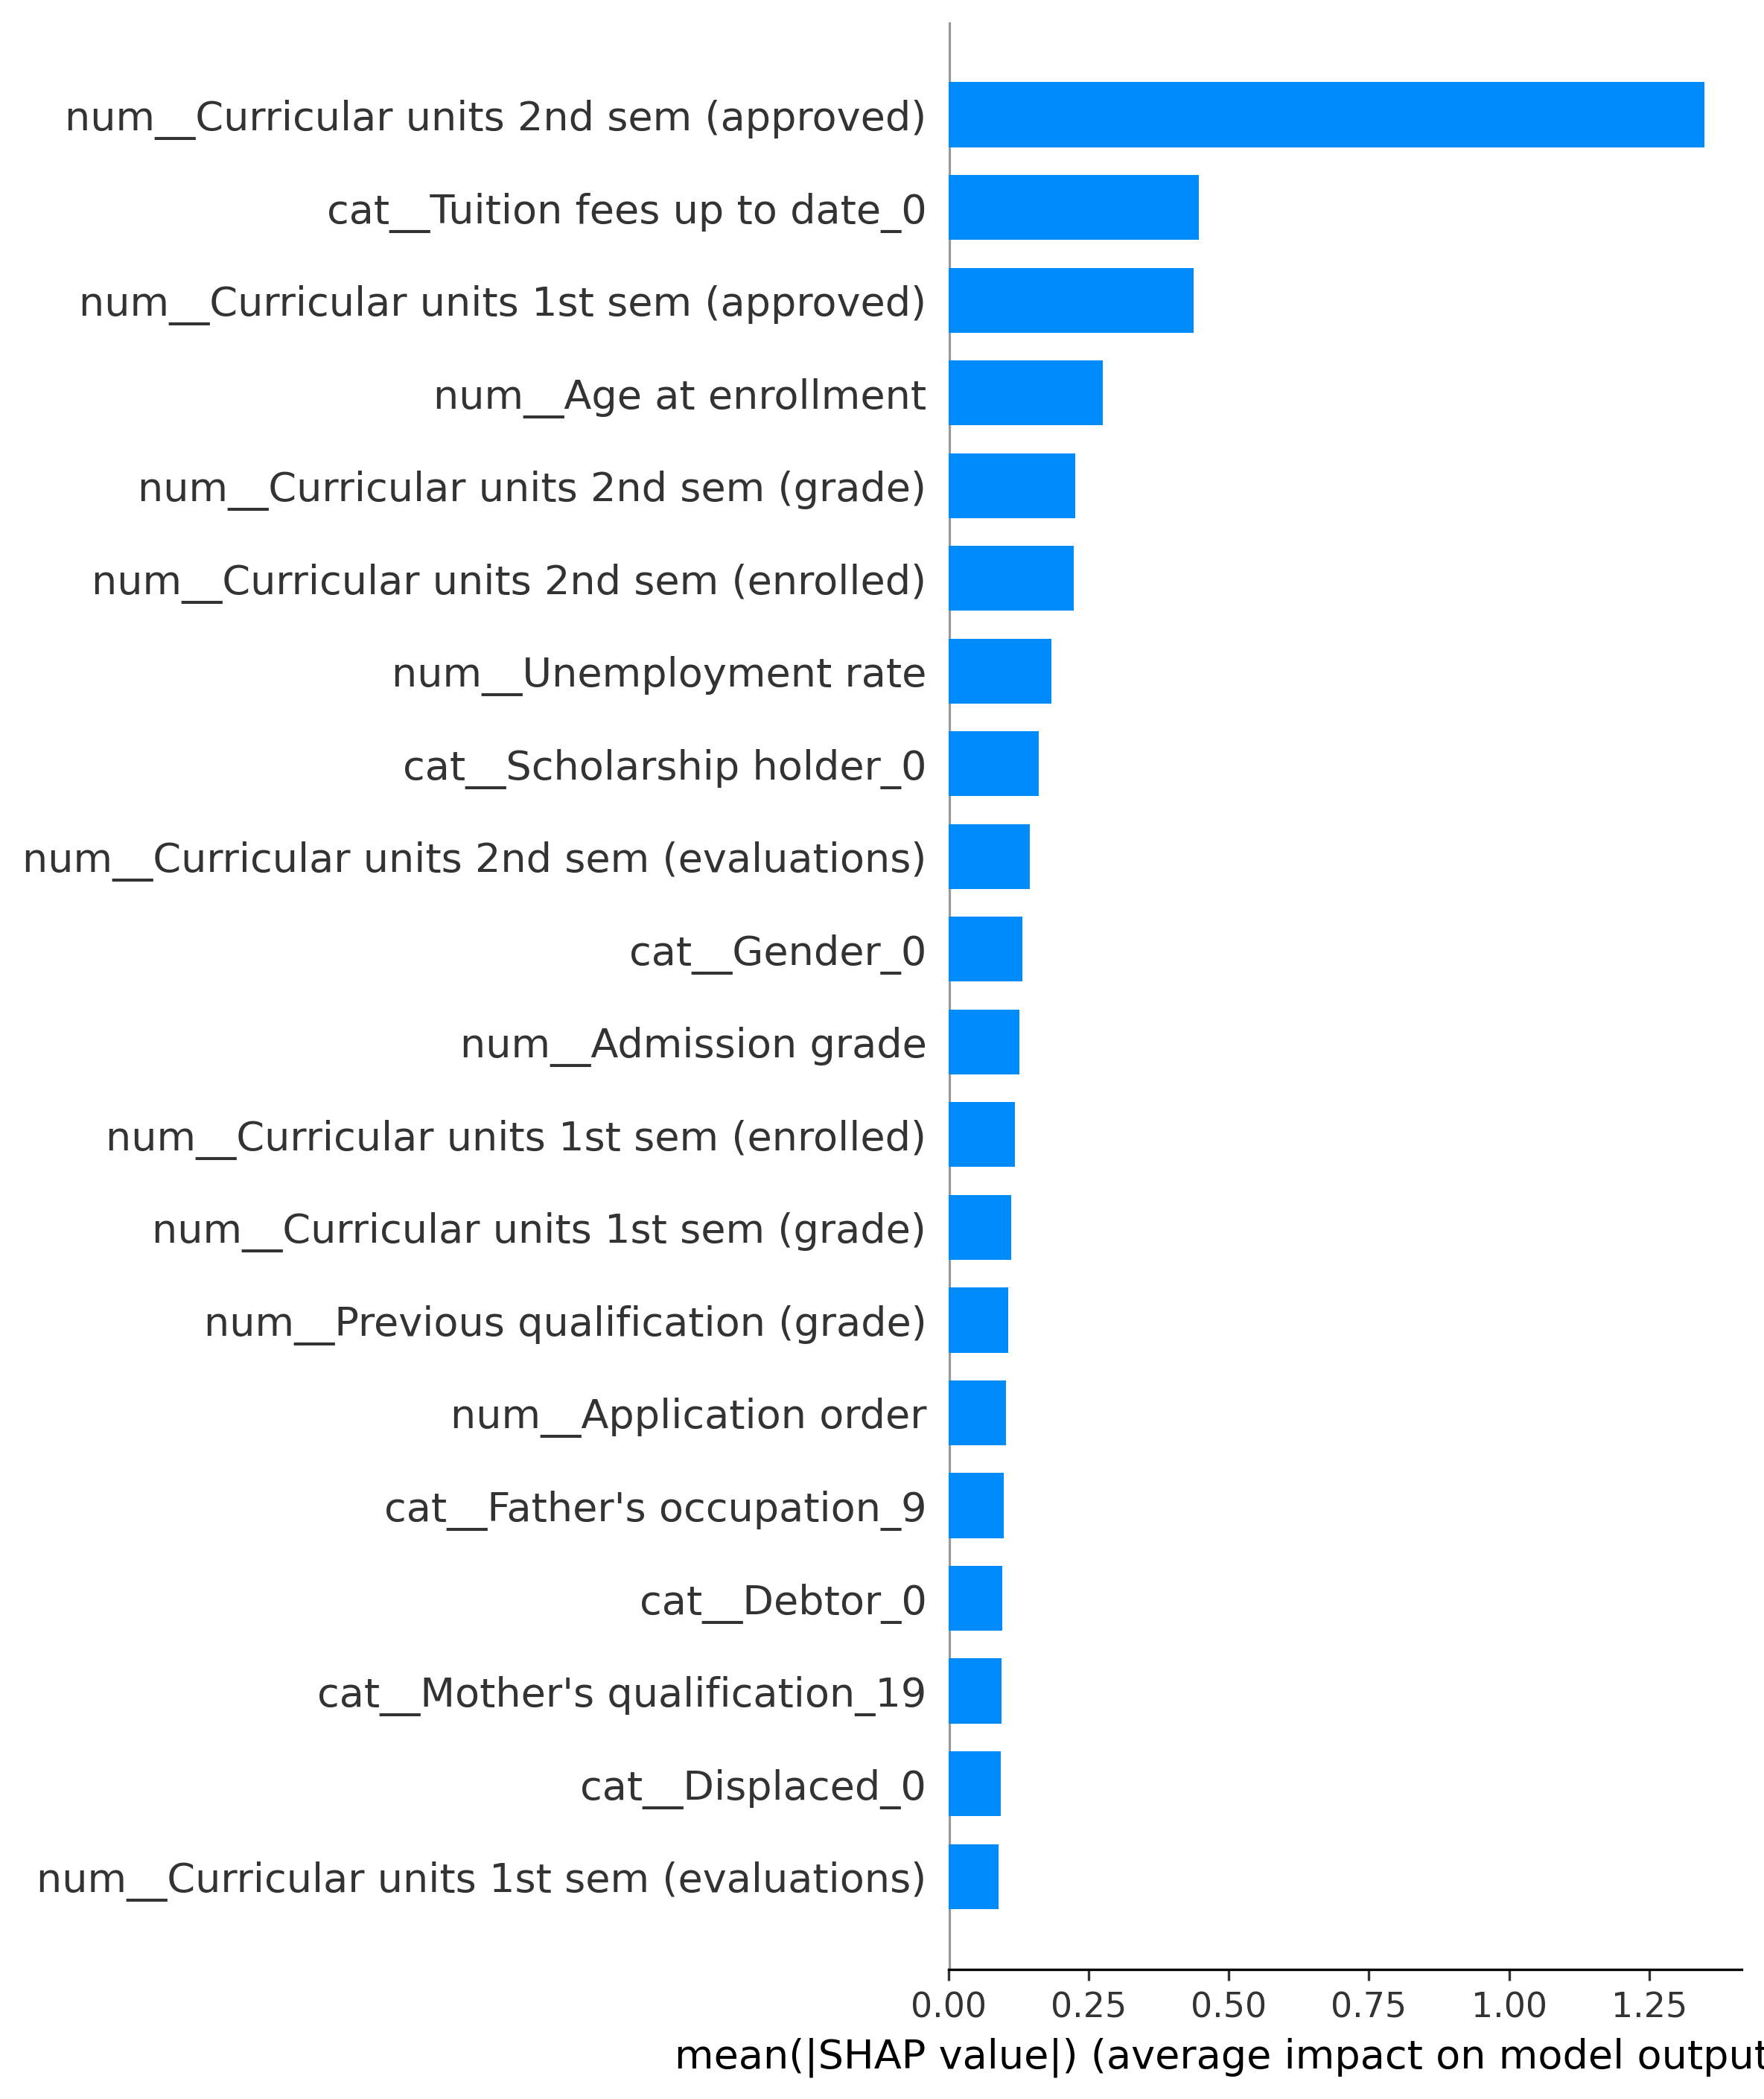 num__Curricular units 2nd sem (approved)
cat__Tuition fees up to date_0
num__Curricular units 1st sem (approved)
num__Age at enrollment
num__Curricular units 2nd sem (grade)
num__Curricular units 2nd sem (enrolled)
num__Unemployment rate
cat__Scholarship holder_0
num__Curricular units 2nd sem (evaluations)
cat__Gender_0
num__Admission grade
num__Curricular units 1st sem (enrolled)
num__Curricular units 1st sem (grade)
num__Previous qualification (grade)
num__Application order
cat__Father's occupation_9
cat__Debtor_0
cat__Mother's qualification_19
cat__Displaced_0
num__Curricular units 1st sem (evaluations)
0.00 0.25 0.50 0.75 1.00 1.25
mean(|SHAP value|) (average impact on model output